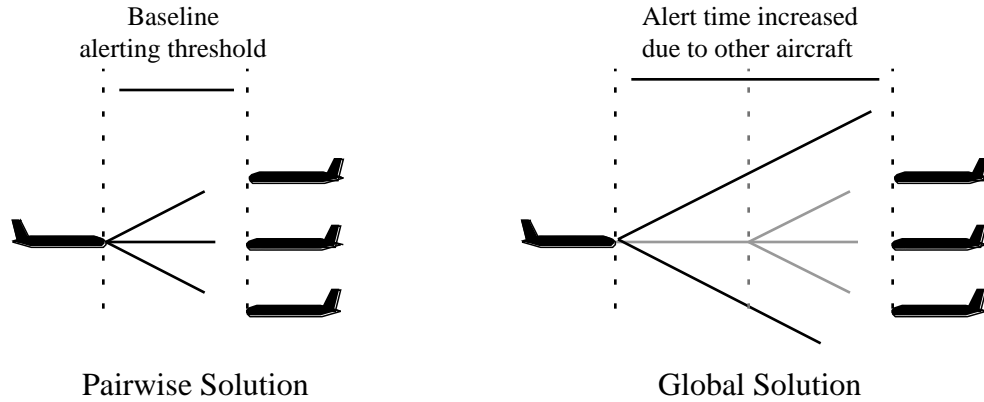 Baseline
alerting threshold
Alert time increased
due to other aircraft
Pairwise Solution
Global Solution